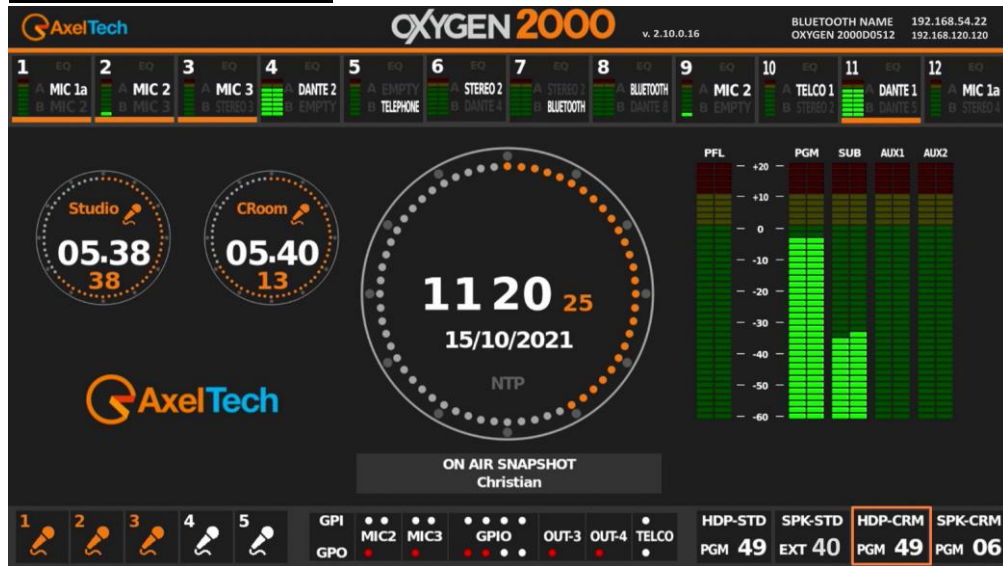 AxelTech
OXYGEN 2000
v. 2.10.0.16
BLUETOOTH NAME 192.168.54.22
OXYGEN 2000D0512 192.168.120.120
1 EQ
A MIC 1a
B MIC 2
2 EQ
A MIC 2
B MIC 3
3 EQ
A MIC 3
B STEREO 3
4 EQ
A DANTE 2
B EMPTY
5 EQ
A EMPTY
B TELEPHONE
6 EQ
A STEREO 2
B DANTE 4
7 EQ
A STEREO 2
B BLUETOOTH
8 EQ
A BLUETOOTH
B DANTE 8
9 EQ
A MIC 2
B EMPTY
10 EQ
A TELCO 1
B STEREO 2
11 EQ
A DANTE 1
B DANTE 5
12 EQ
A MIC 1a
B STEREO 4
Studio
05.38
38
CRoom
05.40
13
11 20 25
15/10/2021
NTP
AxelTech
PFL PGM SUB AUX1 AUX2
+20
+10
0
-10
-20
-30
-40
-50
-60
ON AIR SNAPSHOT
Christian
1 2 3 4 5
GPI
MIC2 MIC3 GPIO OUT-3 OUT-4 TELCO
GPO
HDP-STD SPK-STD HDP-CRM SPK-CRM
PGM 49 EXT 40 PGM 49 PGM 06